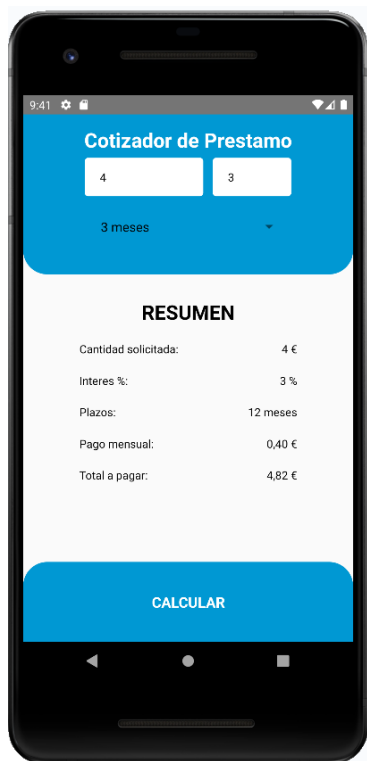 9:41
Cotizador de Prestamo
4 3
3 meses
RESUMEN
Cantidad solicitada: 4 €
Interes %: 3 %
Plazos: 12 meses
Pago mensual: 0,40 €
Total a pagar: 4,82 €
CALCULAR